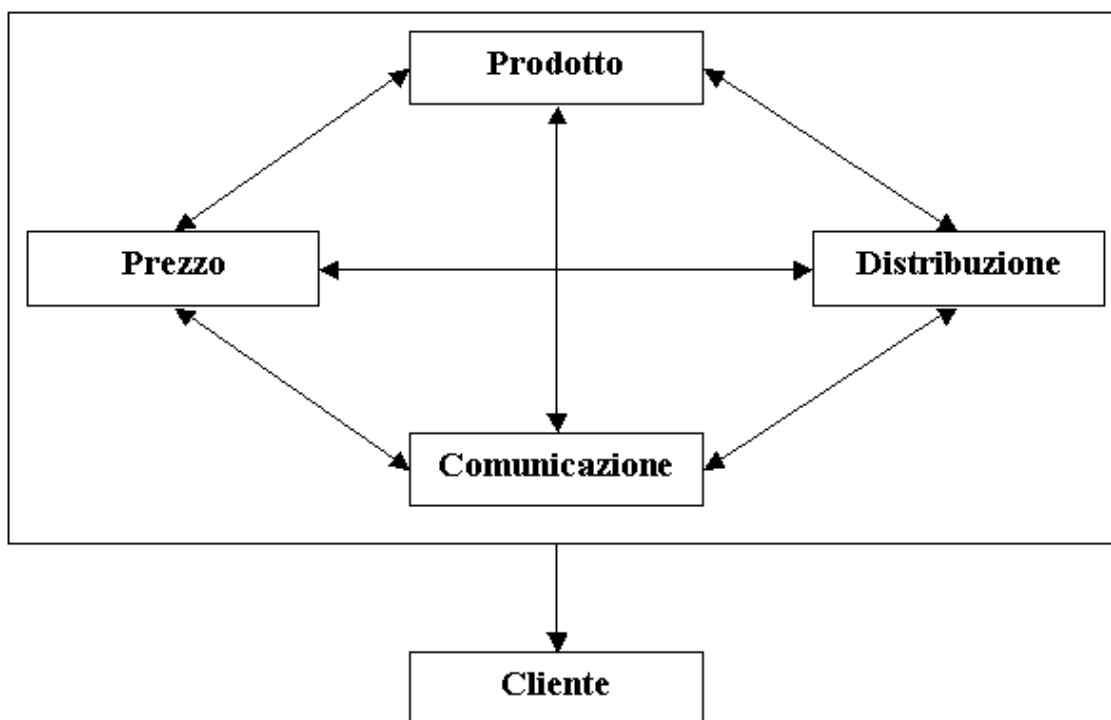 Prodotto
Prezzo
Distribuzione
Comunicazione
Cliente